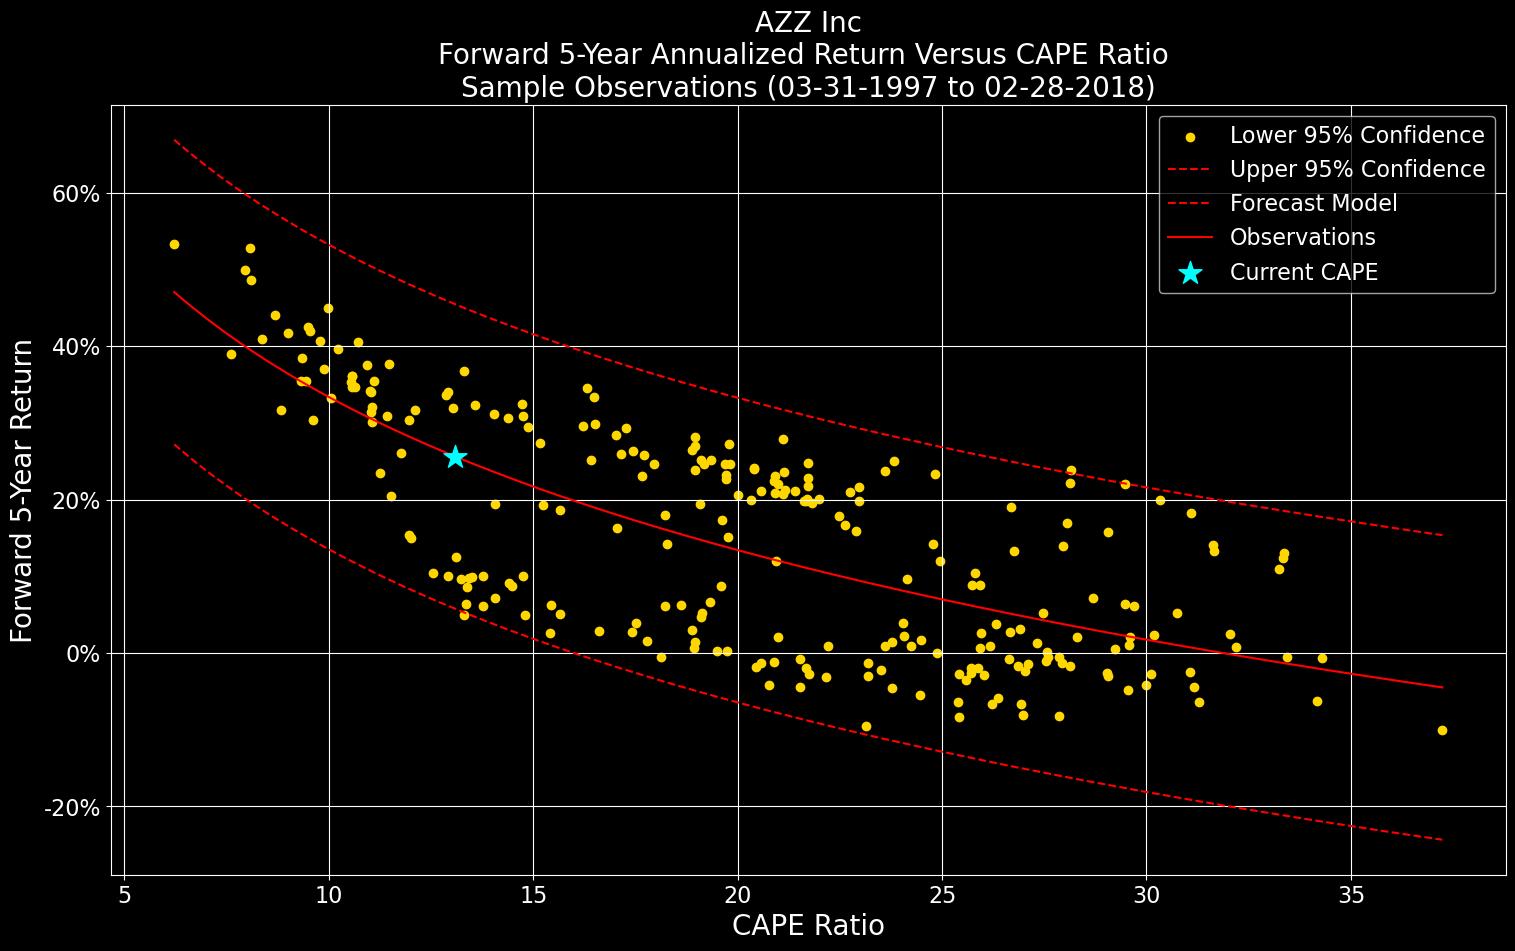 AZZ Inc
Forward 5-Year Annualized Return Versus CAPE Ratio
Sample Observations (03-31-1997 to 02-28-2018)
Lower 95% Confidence
Upper 95% Confidence
Forecast Model
Observations
Current CAPE
Forward 5-Year Return
60%
40%
20%
0%
-20%
5 10 15 20 25 30 35
CAPE Ratio